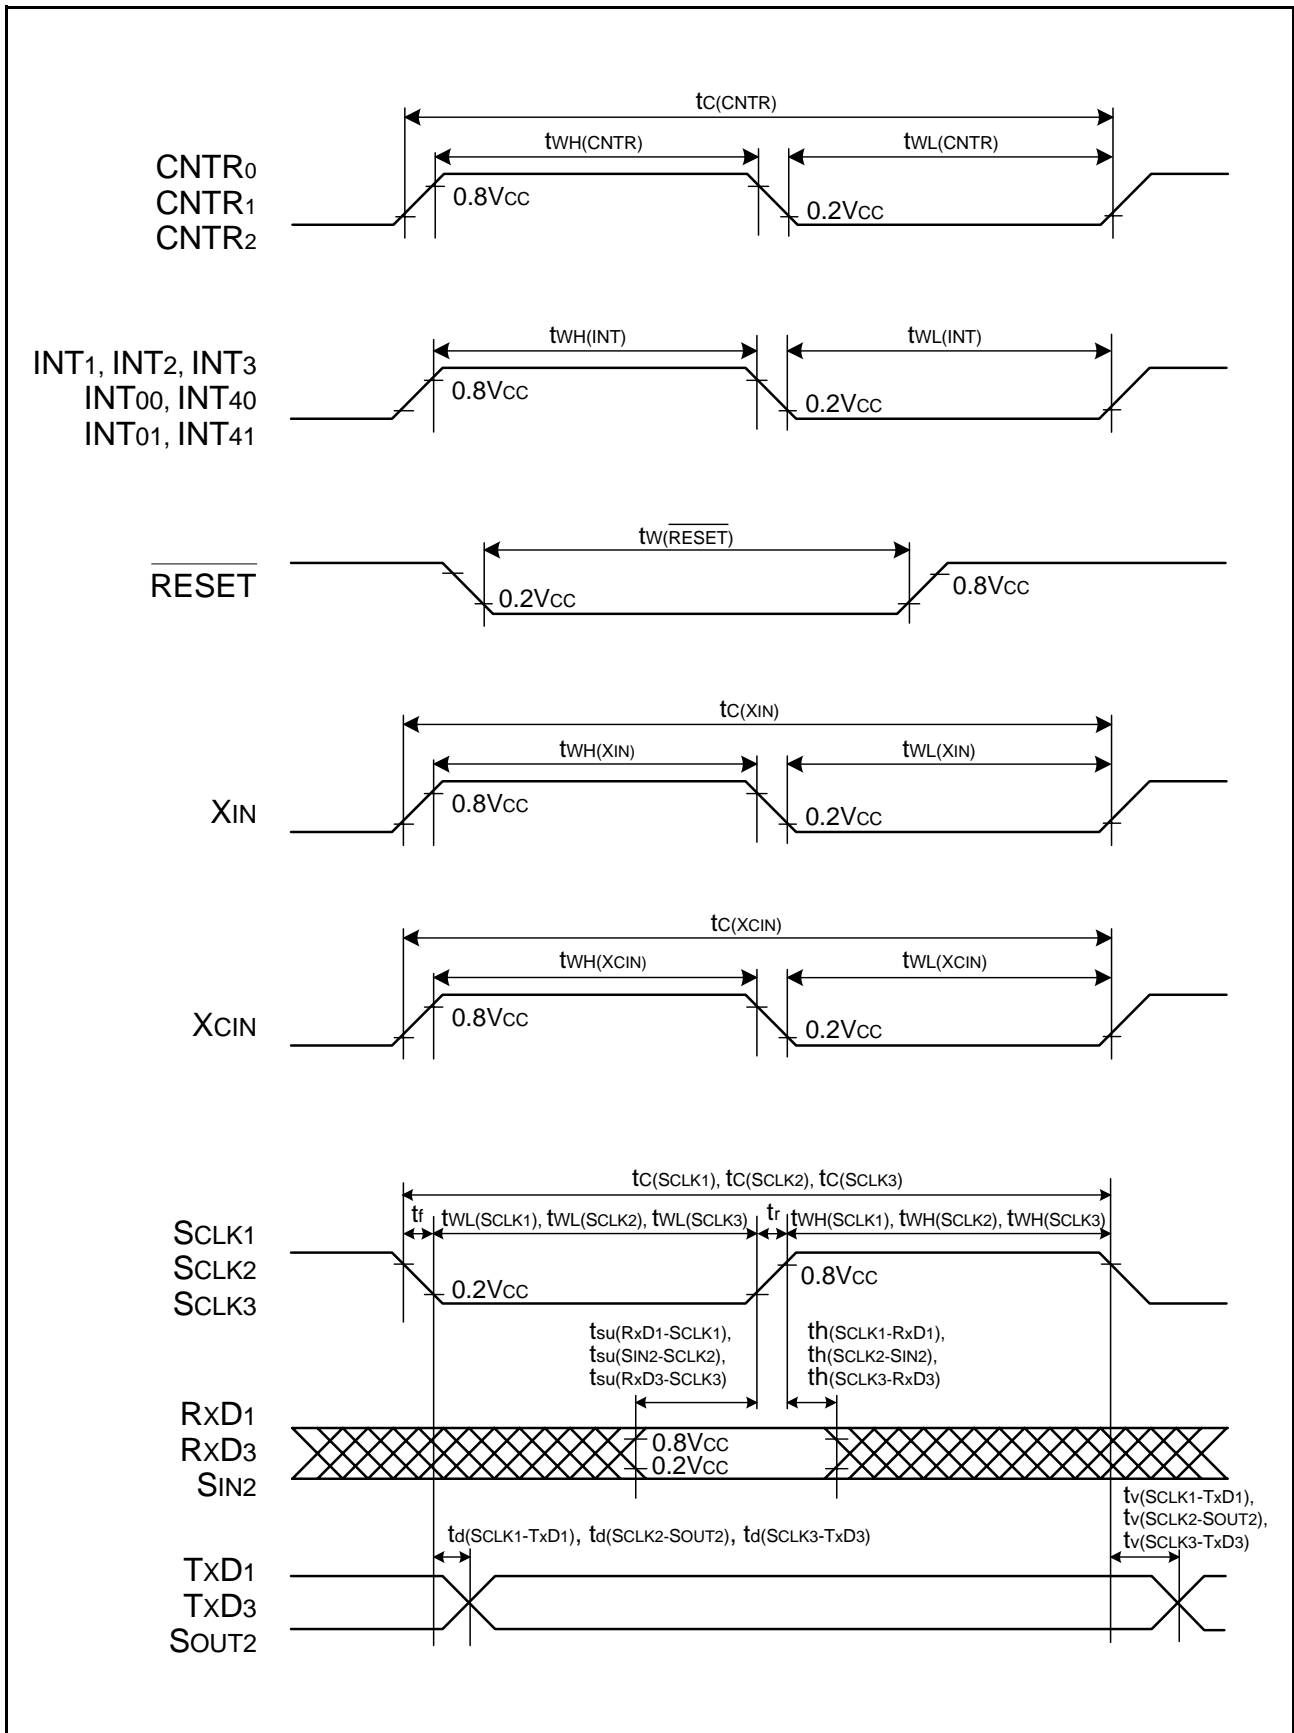 tC(CNTR)
tWH(CNTR) tWL(CNTR)
CNTR0
CNTR1
CNTR2
0.8VCC
0.2VCC
tWH(INT) tWL(INT)
INT1, INT2, INT3
INT00, INT40
INT01, INT41
0.8VCC
0.2VCC
tW(RESET)
RESET
0.2VCC
0.8VCC
tC(XIN)
tWH(XIN) tWL(XIN)
XIN
0.8VCC
0.2VCC
tC(XCIN)
tWH(XCIN) tWL(XCIN)
XCIN
0.8VCC
0.2VCC
tC(SCLK1), tC(SCLK2), tC(SCLK3)
tf tWL(SCLK1), tWL(SCLK2), tWL(SCLK3) tr tWH(SCLK1), tWH(SCLK2), tWH(SCLK3)
SCLK1
SCLK2
SCLK3
0.2VCC
0.8VCC
tsu(RxD1-SCLK1),
tsu(SIN2-SCLK2),
tsu(RxD3-SCLK3)
th(SCLK1-RxD1),
th(SCLK2-SIN2),
th(SCLK3-RxD3)
RXD1
RXD3
SIN2
0.8VCC
0.2VCC
td(SCLK1-TxD1), td(SCLK2-SOUT2), td(SCLK3-TxD3)
tv(SCLK1-TxD1),
tv(SCLK2-SOUT2),
tv(SCLK3-TxD3)
TXD1
TXD3
SOUT2